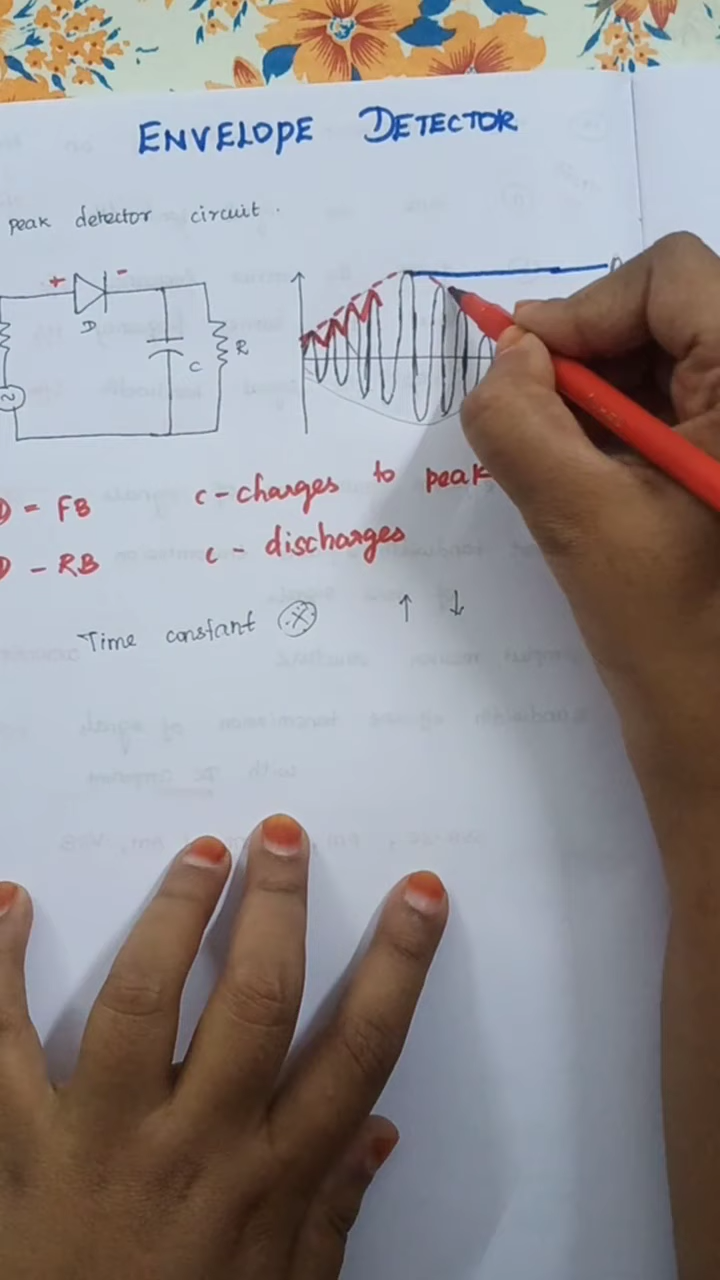 ENVELOPE DETECTOR
peak detector circuit.
+ -
D
C
R
D = FB c-charges to peak
D - RB c - discharges
Time constant